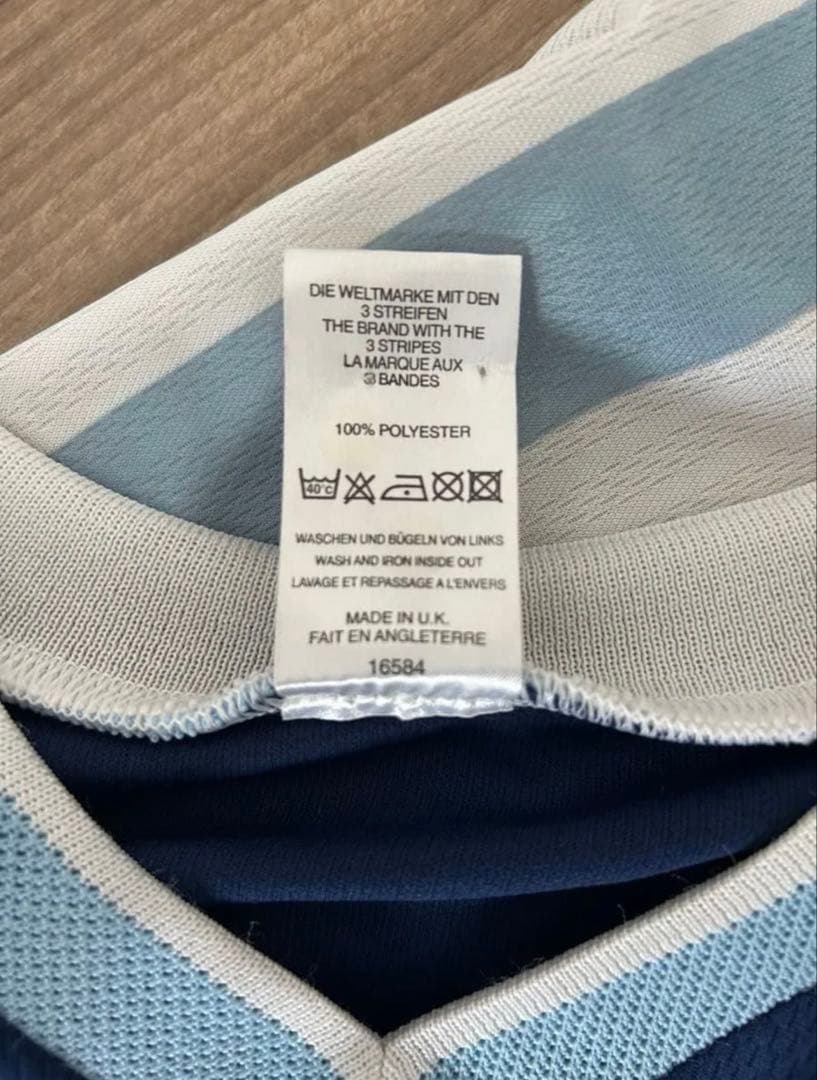 DIE WELTMARKE MIT DEN
3 STREIFEN
THE BRAND WITH THE
3 STRIPES
LA MARQUE AUX
3 BANDES
100% POLYESTER
40°C
WASCHEN UND BÜGELN VON LINKS
WASH AND IRON INSIDE OUT
LAVAGE ET REPASSAGE A L'ENVERS
MADE IN U.K.
FAIT EN ANGLETERRE
16584